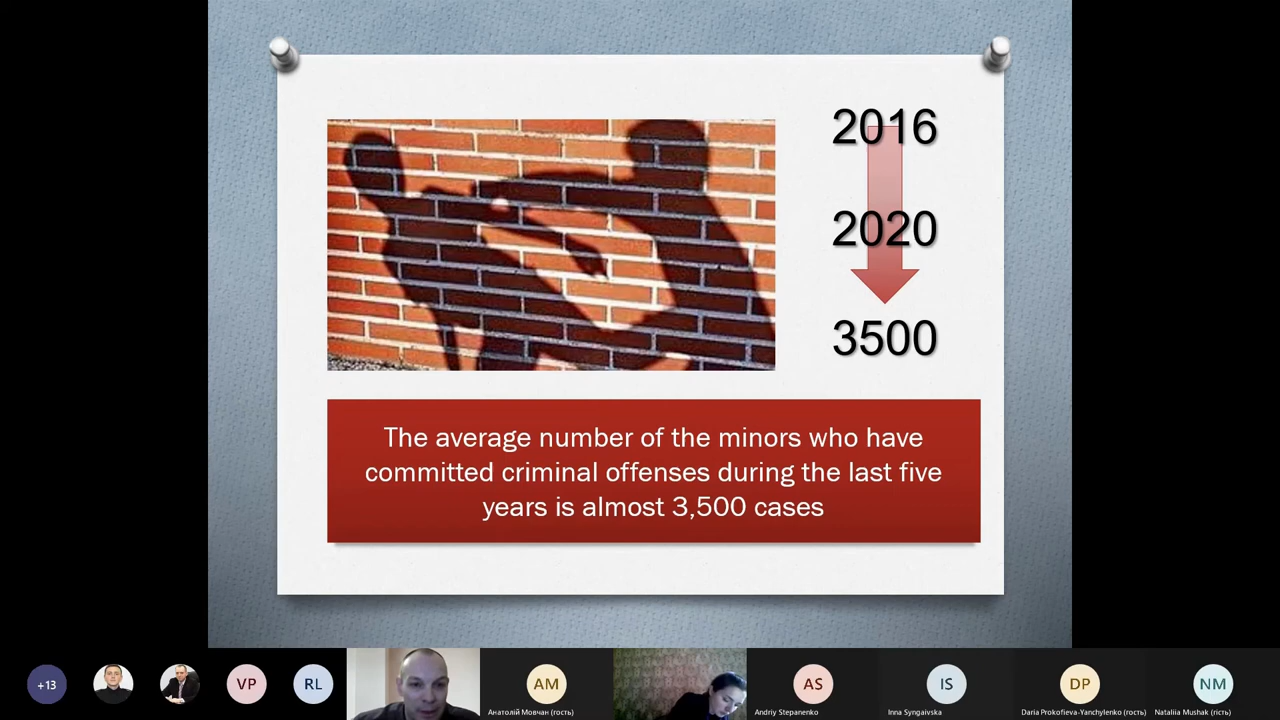 2016
2020
3500
The average number of the minors who have
committed criminal offenses during the last five
years is almost 3,500 cases
+13
VP
RL
AM
Анатолій Мовчан (гость)
AS
Andriy Stepanenko
IS
Inna Syngaivska
DP
Daria Prokofieva-Yanchylenko (гость)
NM
Nataliia Mushak (гість)